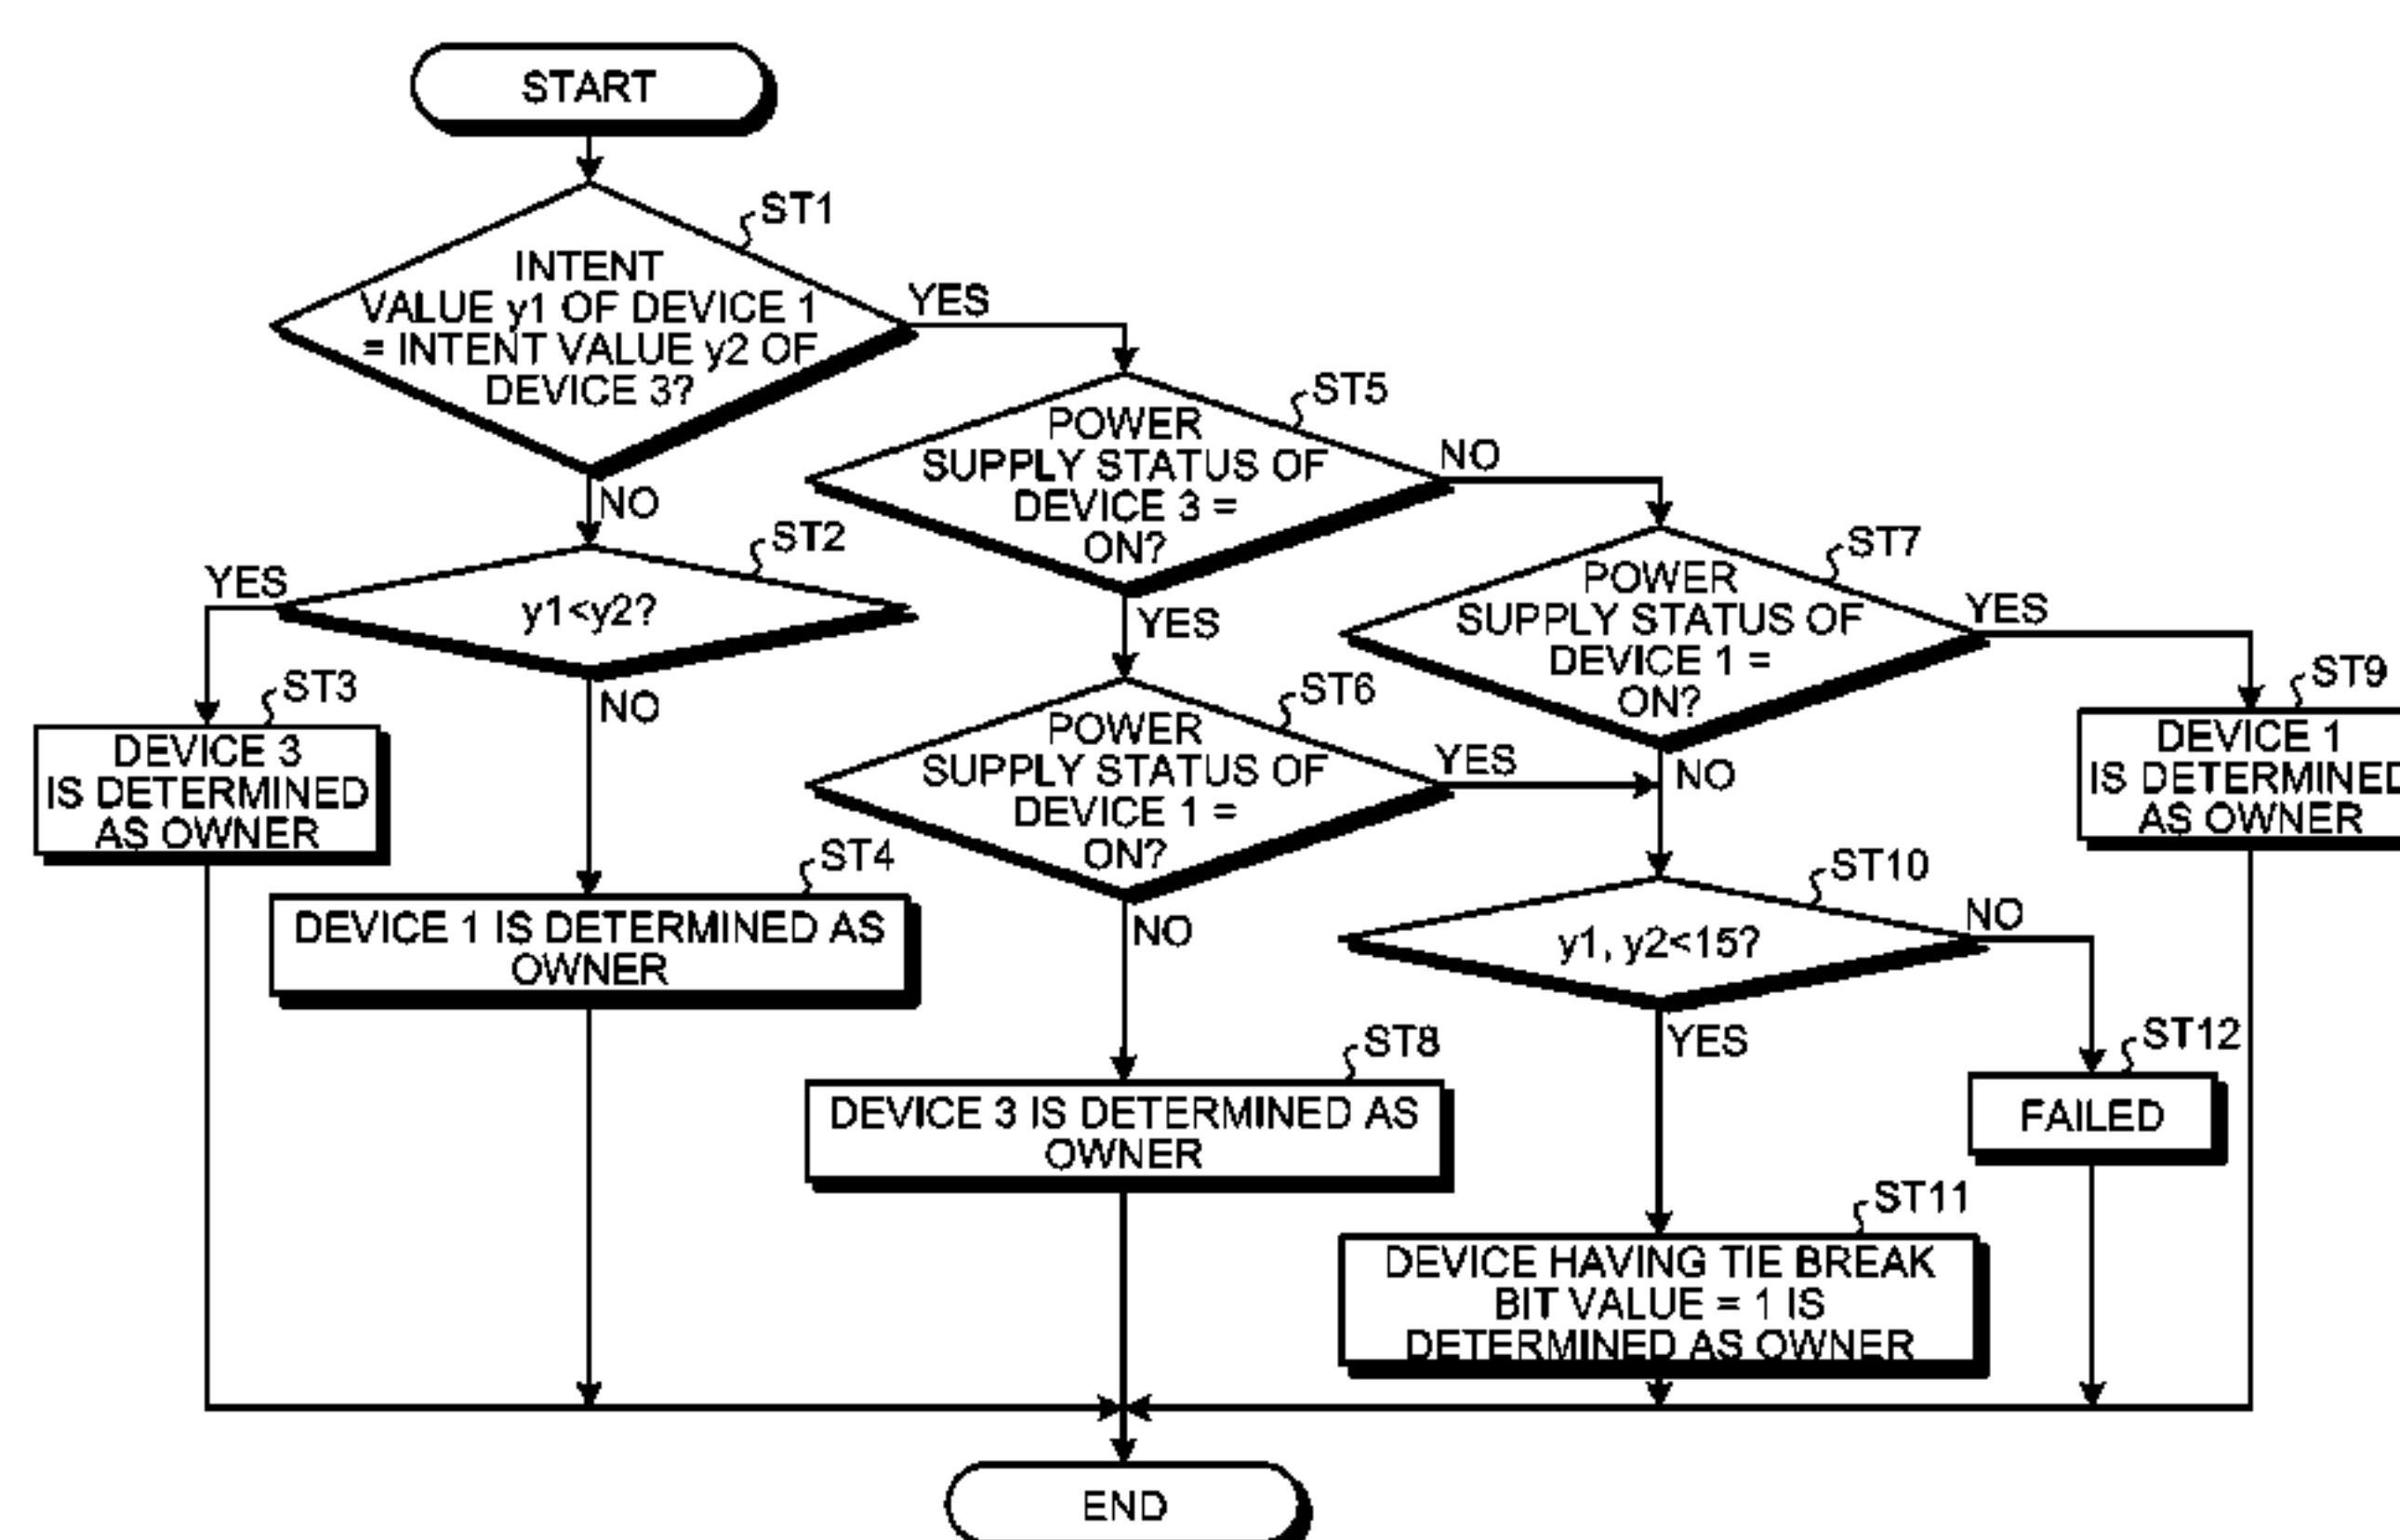 START
ST1
INTENT
VALUE y1 OF DEVICE 1
= INTENT VALUE y2 OF
DEVICE 3?
YES
NO
ST5
POWER
SUPPLY STATUS OF
DEVICE 3 =
ON?
NO
YES
ST2
y1<y2?
YES
NO
ST7
POWER
SUPPLY STATUS OF
DEVICE 1 =
ON?
YES
NO
ST3
DEVICE 3
IS DETERMINED
AS OWNER
ST6
POWER
SUPPLY STATUS OF
DEVICE 1 =
ON?
YES
NO
ST9
DEVICE 1
IS DETERMINED
AS OWNER
ST4
DEVICE 1 IS DETERMINED AS
OWNER
ST10
y1, y2<15?
NO
YES
ST8
DEVICE 3 IS DETERMINED AS
OWNER
ST12
FAILED
ST11
DEVICE HAVING TIE BREAK
BIT VALUE = 1 IS
DETERMINED AS OWNER
END